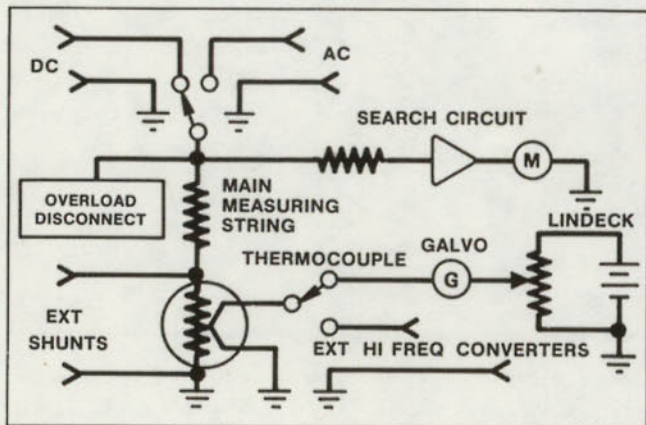 DC
AC
SEARCH CIRCUIT
M
OVERLOAD
DISCONNECT
MAIN
MEASURING
STRING
LINDECK
GALVO
THERMOCOUPLE
G
EXT
SHUNTS
EXT HI FREQ CONVERTERS